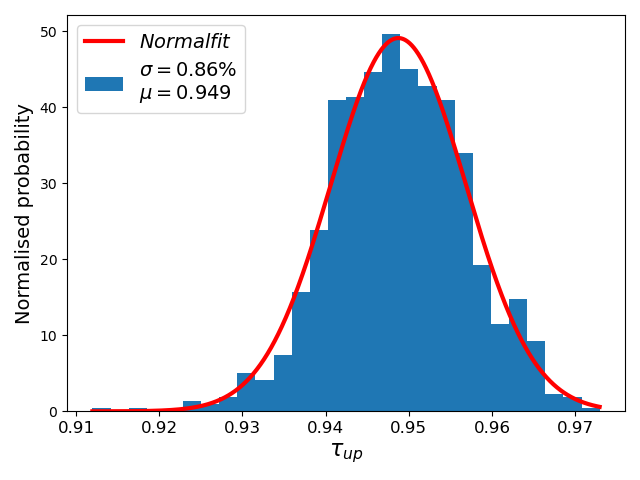 Normalfit
σ = 0.86%
μ = 0.949
Normalised probability
50
40
30
20
10
0
0.91 0.92 0.93 0.94 0.95 0.96 0.97
τup